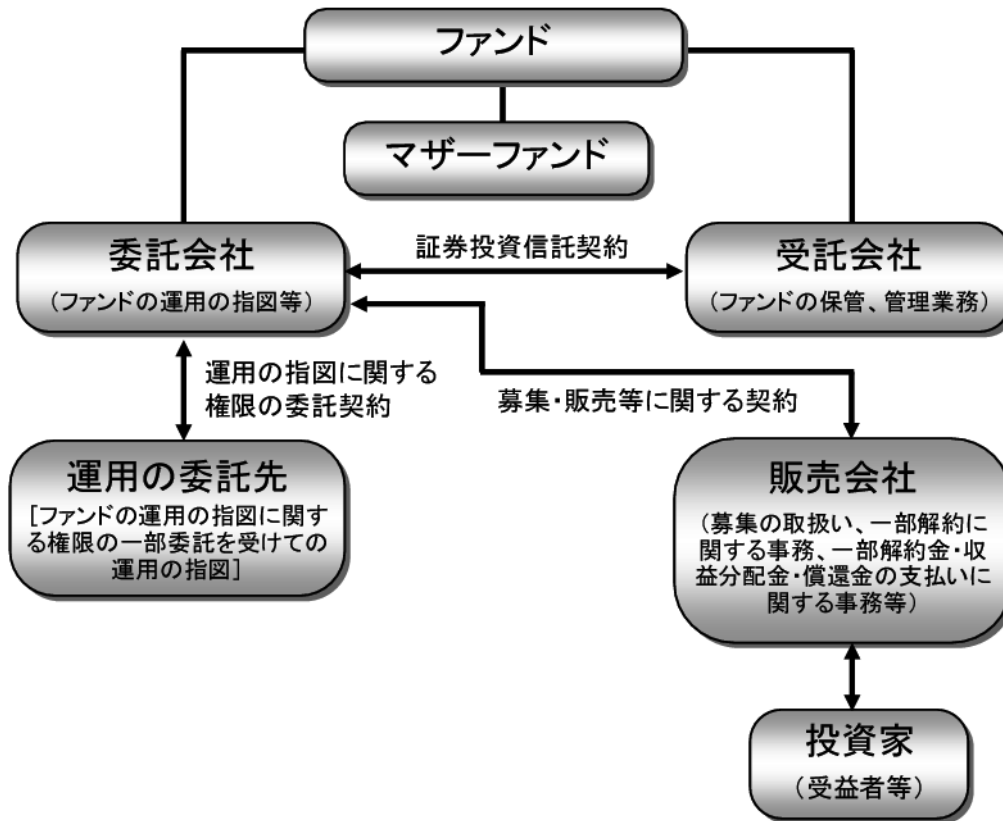 ファンド
マザーファンド
委託会社
（ファンドの運用の指図等）
証券投資信託契約
受託会社
（ファンドの保管、管理業務）
運用の指図に関する
権限の委託契約
募集・販売等に関する契約
運用の委託先
［ファンドの運用の指図に関す
る権限の一部委託を受けての
運用の指図］
販売会社
（募集の取扱い、一部解約に
関する事務、一部解約金・収
益分配金・償還金の支払いに
関する事務等）
投資家
（受益者等）